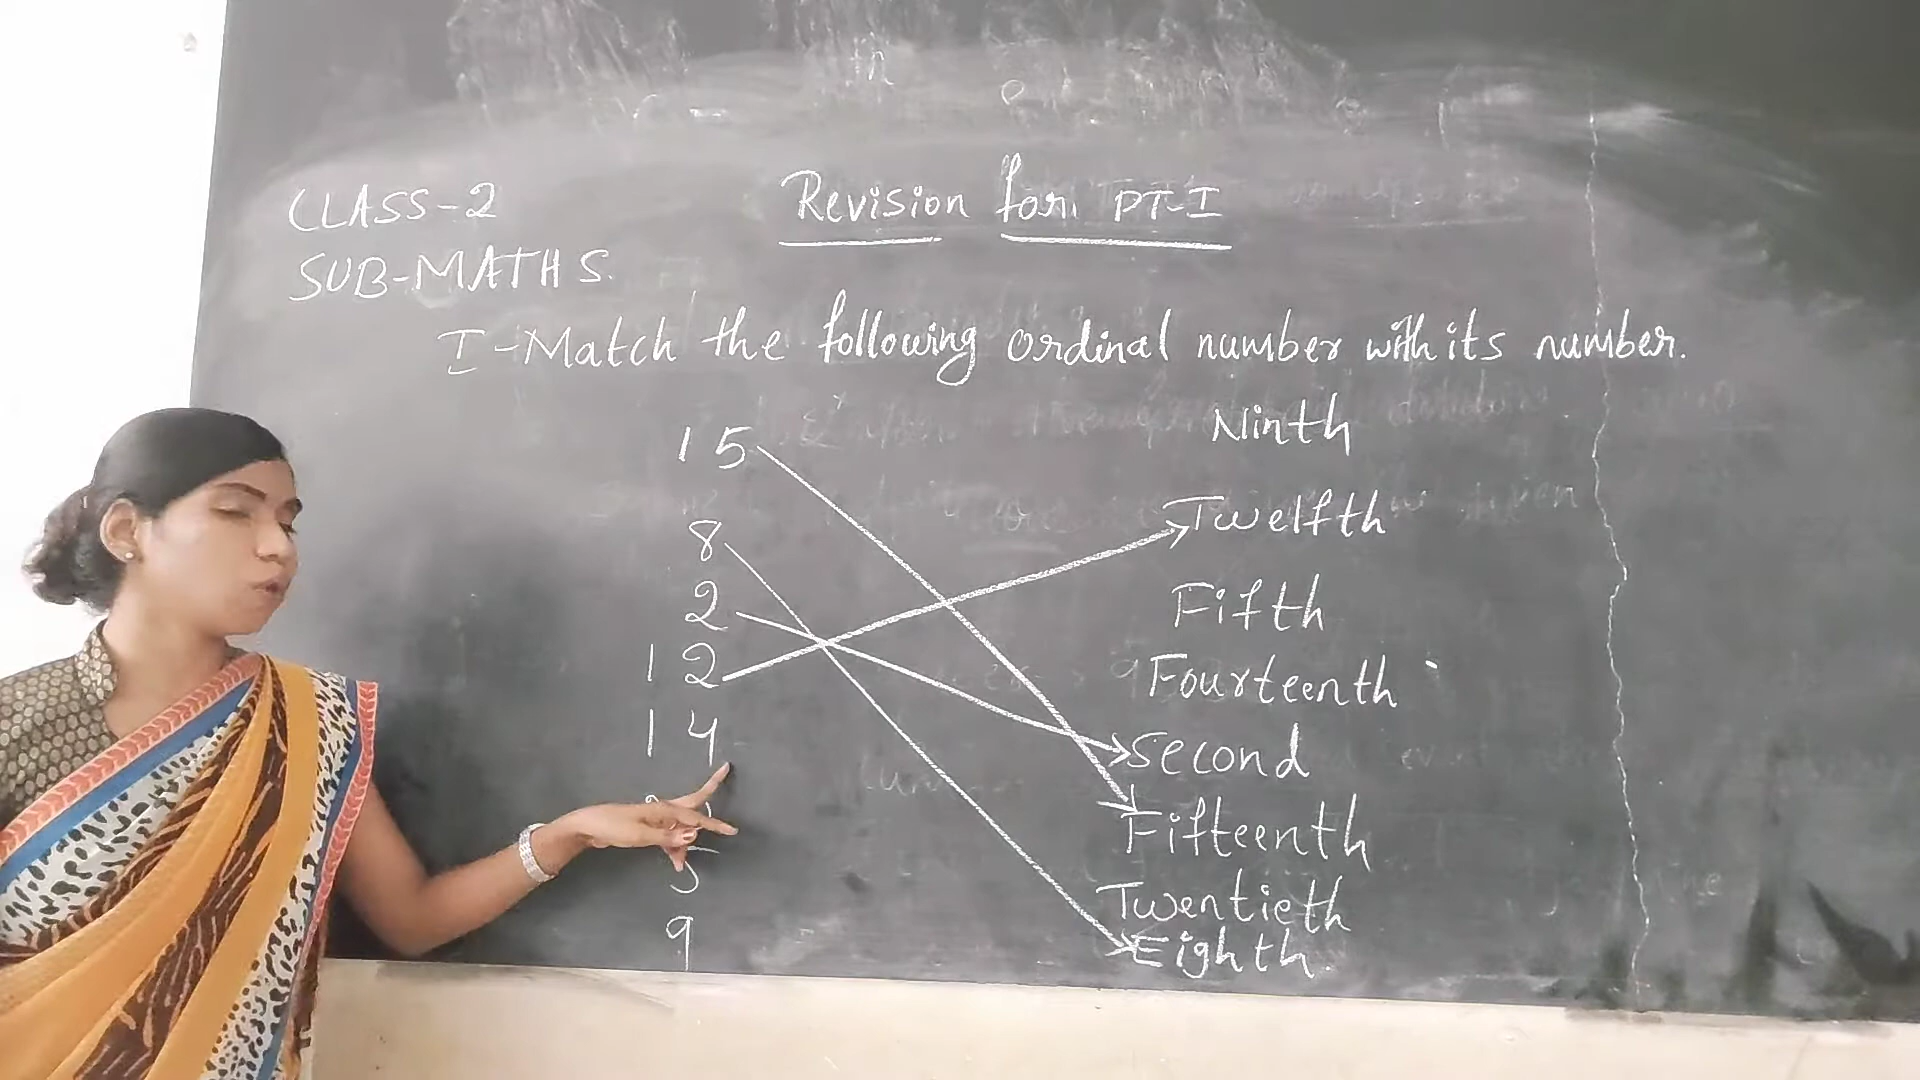 CLASS-2
Revision for PT-I
SUB-MATHS.
I-Match the following ordinal number with its number.
15 Ninth
8 Twelfth
2 Fifth
12 Fourteenth
14 Second
Fifteenth
5 Twentieth
9 Eighth.